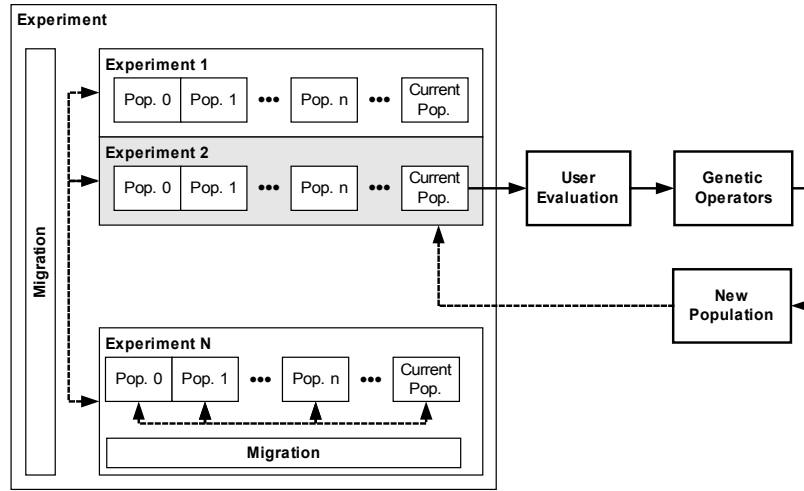 Experiment
Migration
Experiment 1
Pop. 0 Pop. 1 ••• Pop. n ••• Current
Pop.
Experiment 2
Pop. 0 Pop. 1 ••• Pop. n ••• Current
Pop.
User
Evaluation
Genetic
Operators
New
Population
Experiment N
Pop. 0 Pop. 1 ••• Pop. n ••• Current
Pop.
Migration